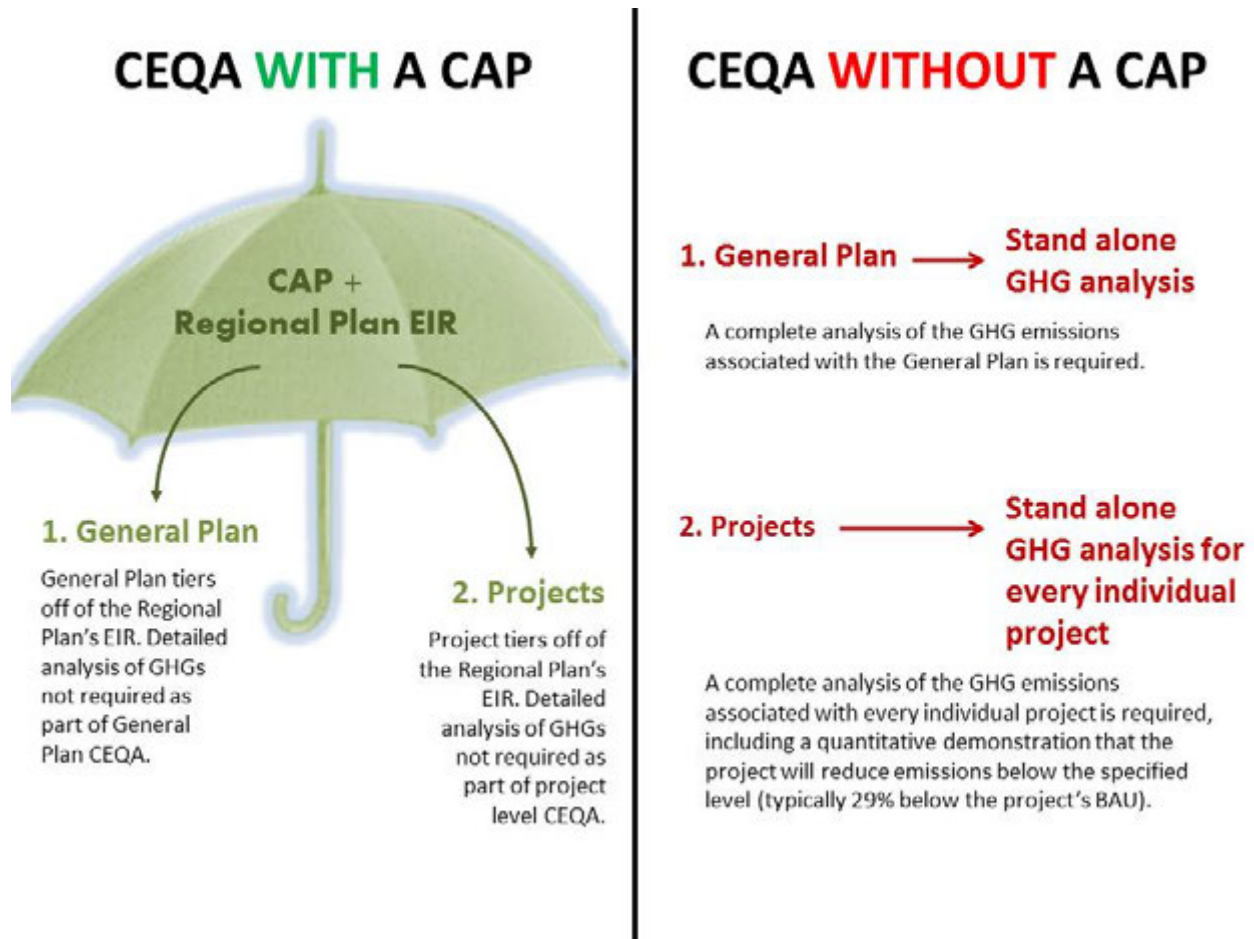 CEQA WITH A CAP
CAP +
Regional Plan EIR
1. General Plan
General Plan tiers
off of the Regional
Plan's EIR. Detailed
analysis of GHGs
not required as
part of General
Plan CEQA.
2. Projects
Project tiers off of
the Regional Plan's
EIR. Detailed
analysis of GHGs
not required as
part of project
level CEQA.
CEQA WITHOUT A CAP
1. General Plan
Stand alone
GHG analysis
A complete analysis of the GHG emissions
associated with the General Plan is required.
2. Projects
Stand alone
GHG analysis for
every individual
project
A complete analysis of the GHG emissions
associated with every individual project is required,
including a quantitative demonstration that the
project will reduce emissions below the specified
level (typically 29% below the project's BAU).